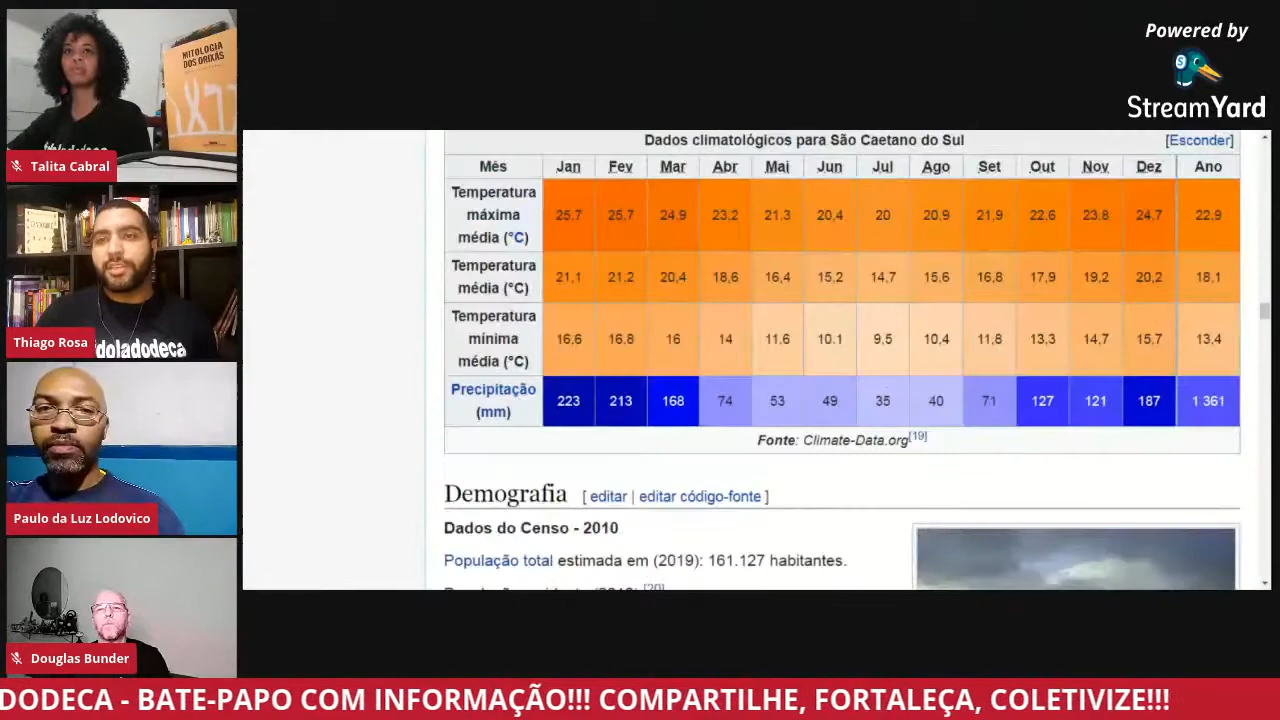 MITOLOGIA
DOS ORIXÁS
Talita Cabral
Thiago Rosa
doladodeca
Paulo da Luz Lodovico
Douglas Bunder
Powered by
StreamYard
Dados climatológicos para São Caetano do Sul [Esconder]
Mês Jan Fev Mar Abr Mai Jun Jul Ago Set Out Nov Dez Ano
Temperatura
máxima
média (°C) 25,7 25,7 24,9 23,2 21,3 20,4 20 20,9 21,9 22,6 23,8 24,7 22,9
Temperatura
média (°C) 21,1 21,2 20,4 18,6 16,4 15,2 14,7 15,6 16,8 17,9 19,2 20,2 18,1
Temperatura
mínima
média (°C) 16,6 16,8 16 14 11,6 10,1 9,5 10,4 11,8 13,3 14,7 15,7 13,4
Precipitação
(mm) 223 213 168 74 53 49 35 40 71 127 121 187 1 361
Fonte: Climate-Data.org[19]
Demografia [ editar | editar código-fonte ]
Dados do Censo - 2010
População total estimada em (2019): 161.127 habitantes.
[20]
DODECA - BATE-PAPO COM INFORMAÇÃO!!! COMPARTILHE, FORTALEÇA, COLETIVIZE!!!